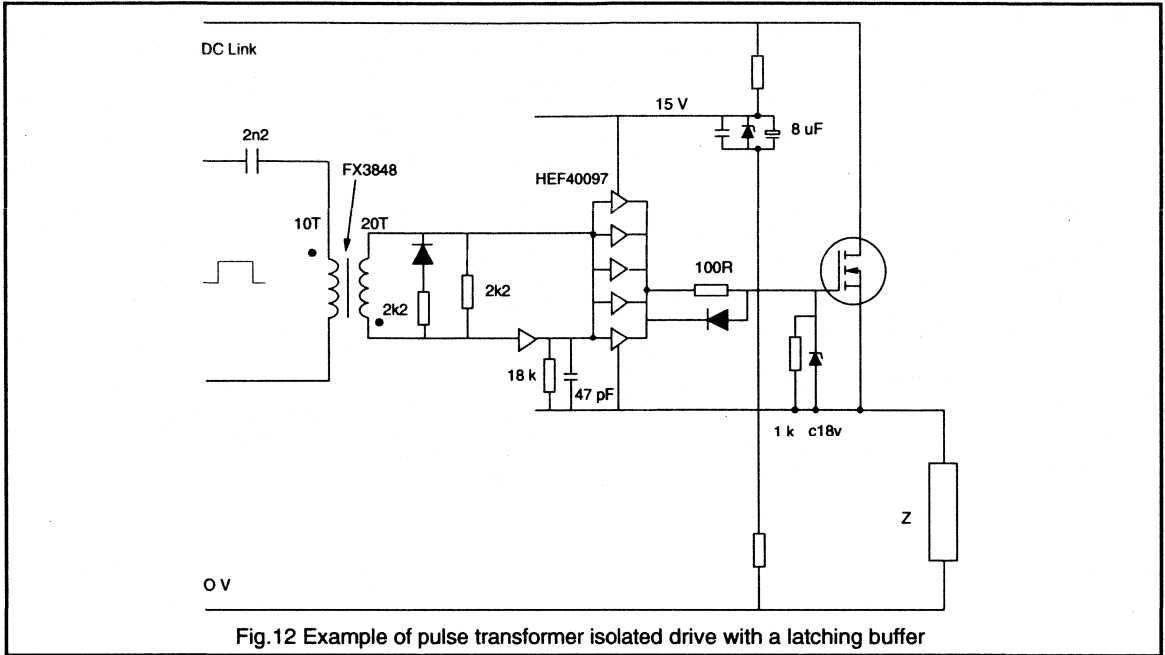 DC Link
15 V
2n2
8 uF
FX3848
HEF40097
10T
20T
100R
2k2
2k2
18 k
47 pF
1 k
c18v
Z
O V
Fig.12 Example of pulse transformer isolated drive with a latching buffer